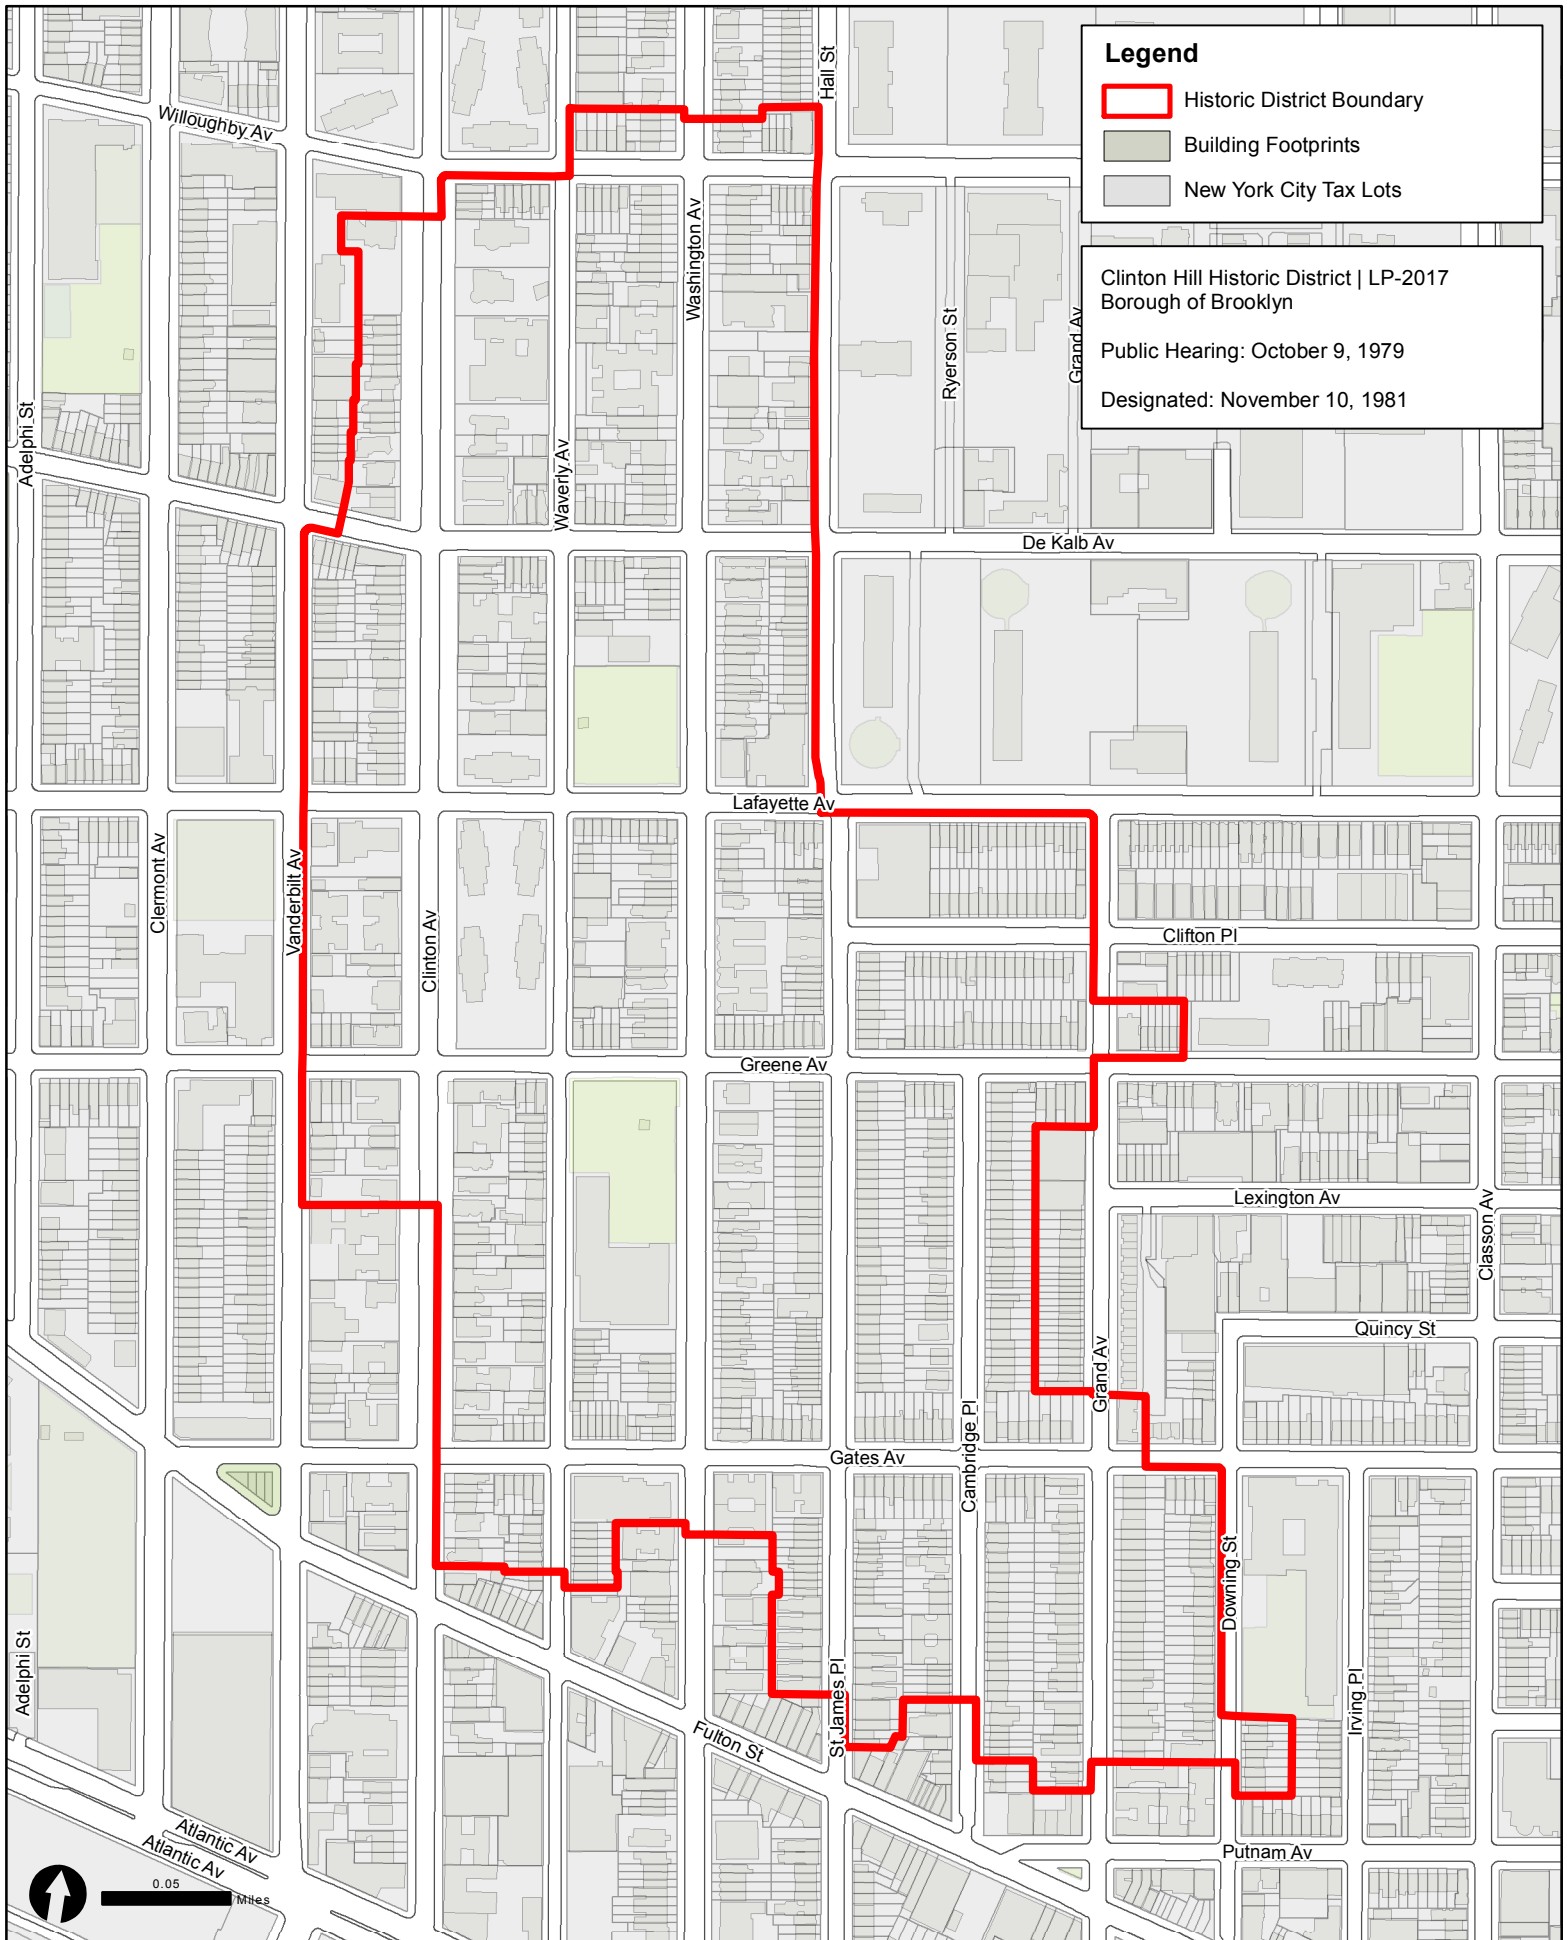 Legend
Historic District Boundary
Building Footprints
New York City Tax Lots
Clinton Hill Historic District | LP-2017
Borough of Brooklyn
Public Hearing: October 9, 1979
Designated: November 10, 1981
Hall St
Willoughby Av
Washington Av
Ryerson St
Grand Av
Adelphi St
Waverly Av
De Kalb Av
Lafayette Av
Clermont Av
Vanderbilt Av
Clinton Av
Clifton Pl
Greene Av
Lexington Av
Classon Av
Quincy St
Grand Av
Cambridge Pl
Gates Av
Downing St
Adelphi St
St James Pl
Irving Pl
Fulton St
Atlantic Av
Atlantic Av
Putnam Av
0.05
Miles